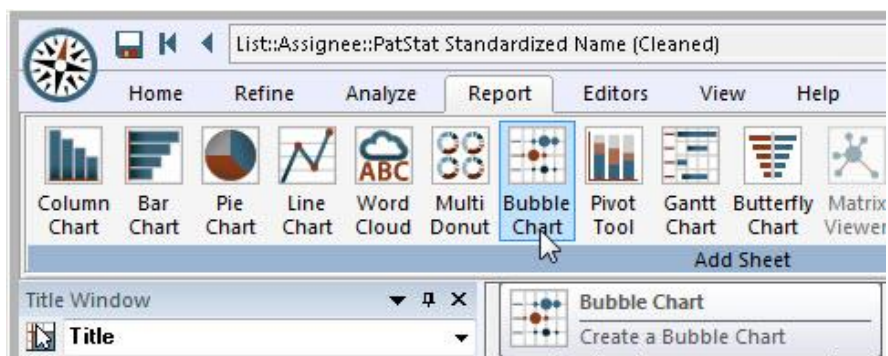 List::Assignee::PatStat Standardized Name (Cleaned)
Home Refine Analyze Report Editors View Help
ABC
Column Chart Bar Chart Pie Chart Line Chart Word Cloud Multi Donut Bubble Chart Pivot Tool Gantt Chart Butterfly Chart Matrix Viewer
Add Sheet
Title Window
Bubble Chart
Title
Create a Bubble Chart